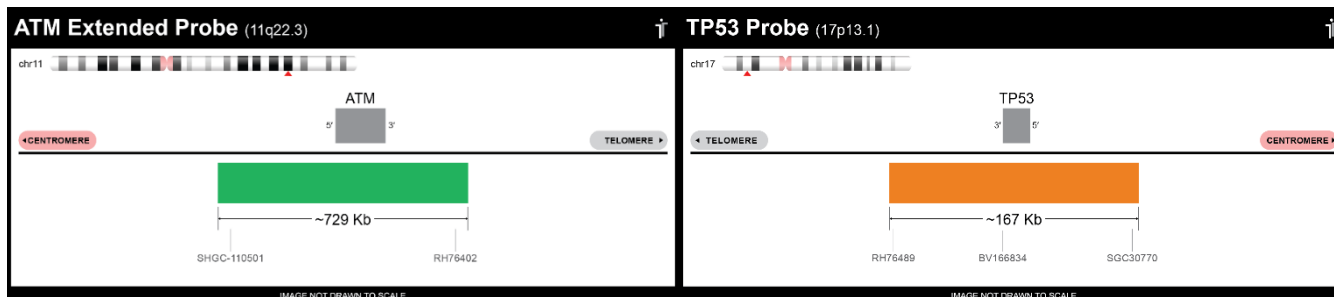 ATM Extended Probe (11q22.3)
chr11
ATM
5' 3'
◂CENTROMERE TELOMERE ▸
~729 Kb
SHGC-110501 RH76402
IMAGE NOT DRAWN TO SCALE
TP53 Probe (17p13.1)
chr17
TP53
3' 5'
◂ TELOMERE CENTROMERE▸
~167 Kb
RH76489 BV166834 SGC30770
IMAGE NOT DRAWN TO SCALE